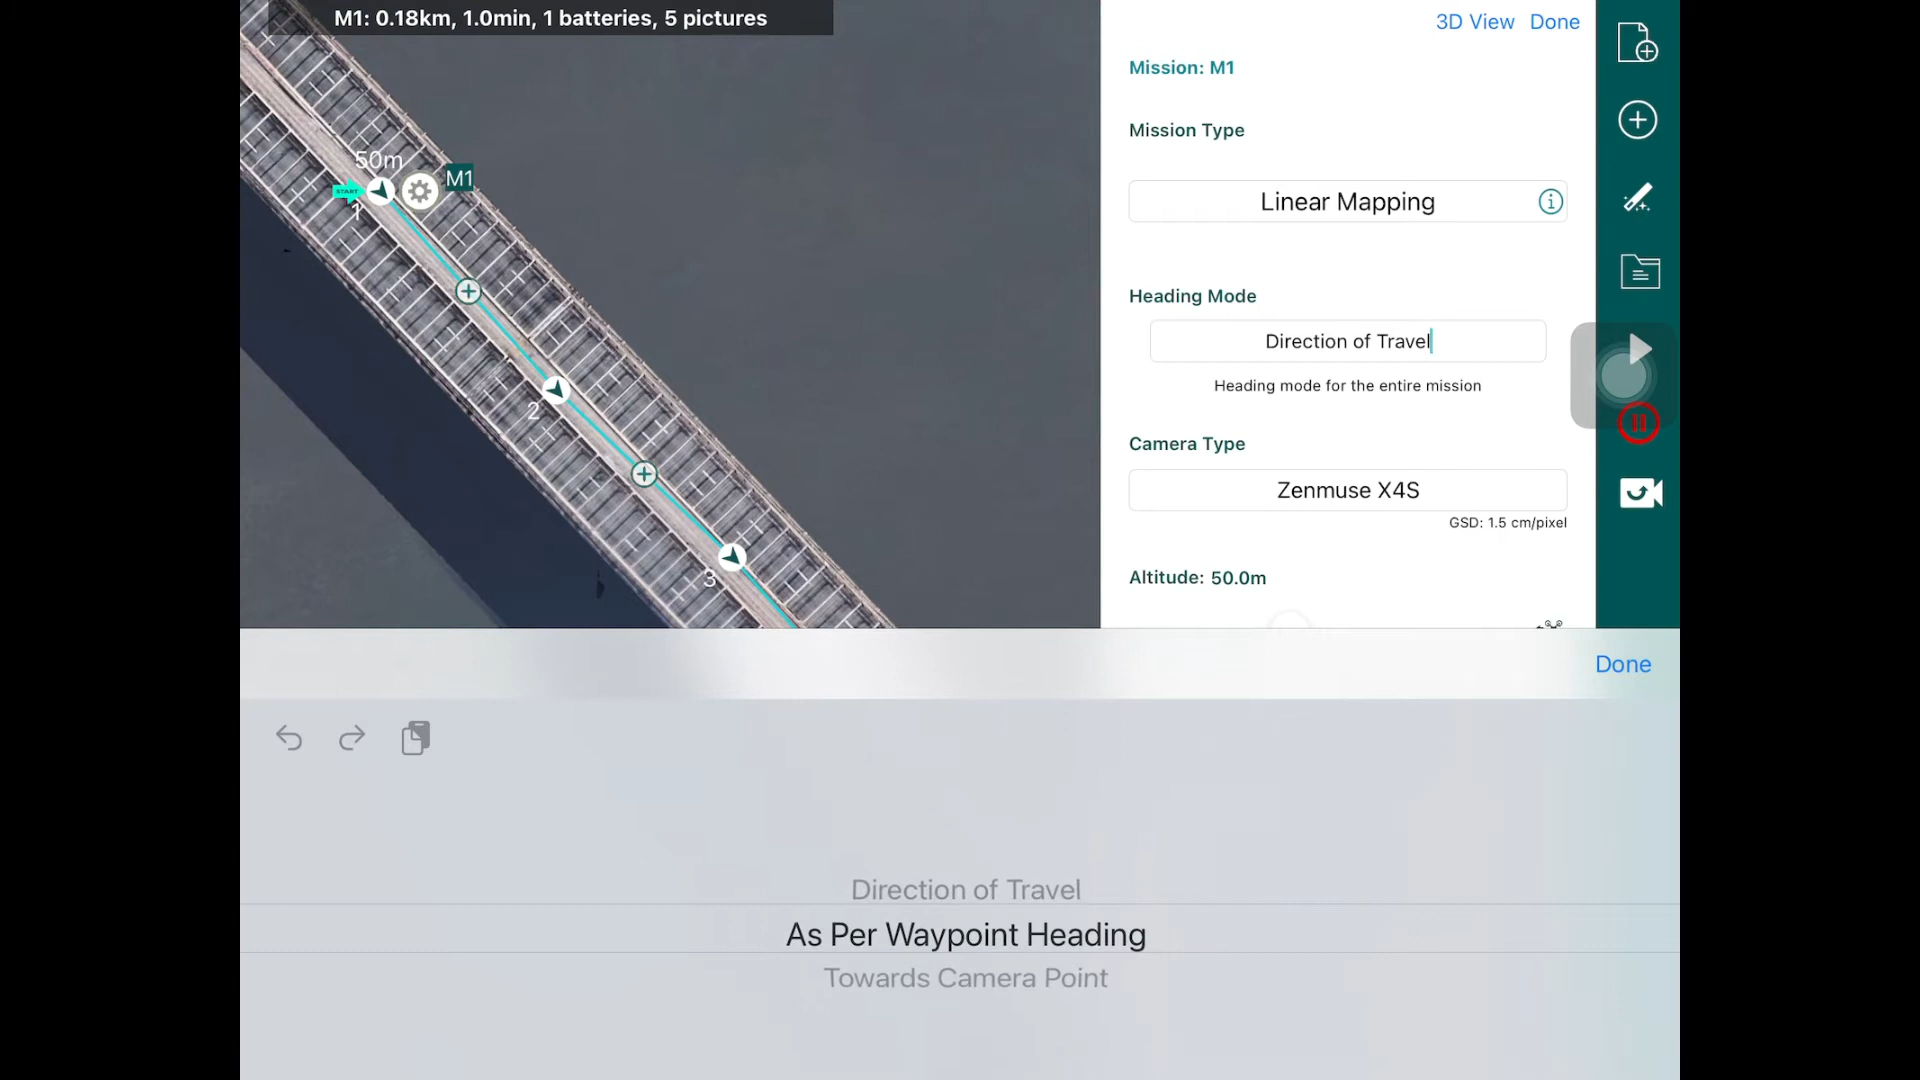 M1: 0.18km, 1.0min, 1 batteries, 5 pictures
3D View Done
Mission: M1
Mission Type
Linear Mapping
Heading Mode
Direction of Travel
Heading mode for the entire mission
Camera Type
Zenmuse X4S
GSD: 1.5 cm/pixel
Altitude: 50.0m
50m
M1
START
1
2
3
Done
Direction of Travel
As Per Waypoint Heading
Towards Camera Point